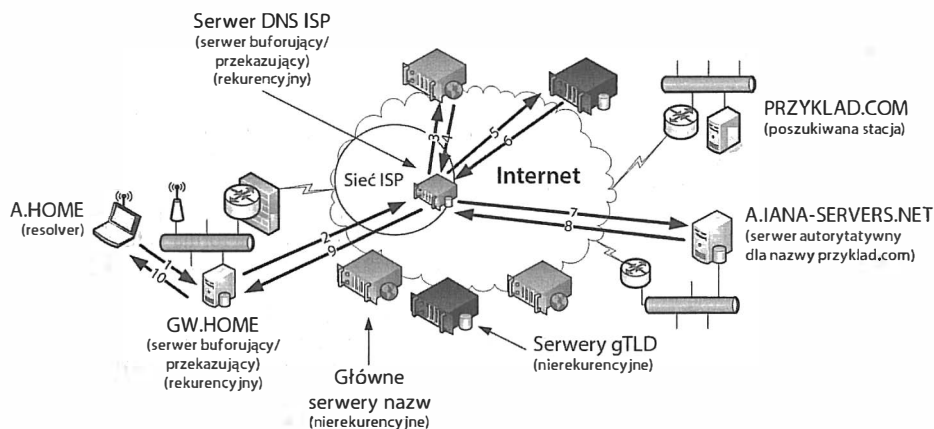 Serwer DNS ISP
(serwer buforujący/
przekazujący)
(rekurencyjny)
PRZYKLAD.COM
(poszukiwana stacja)
3
4
5
6
Sieć ISP
Internet
A.HOME
(resolver)
7
8
A.IANA-SERVERS.NET
(serwer autorytatywny
dla nazwy przyklad.com)
2
9
1
10
GW.HOME
(serwer buforujący/
przekazujący)
(rekurencyjny)
Serwery gTLD
(nierekurencyjne)
Główne
serwery nazw
(nierekurencyjne)